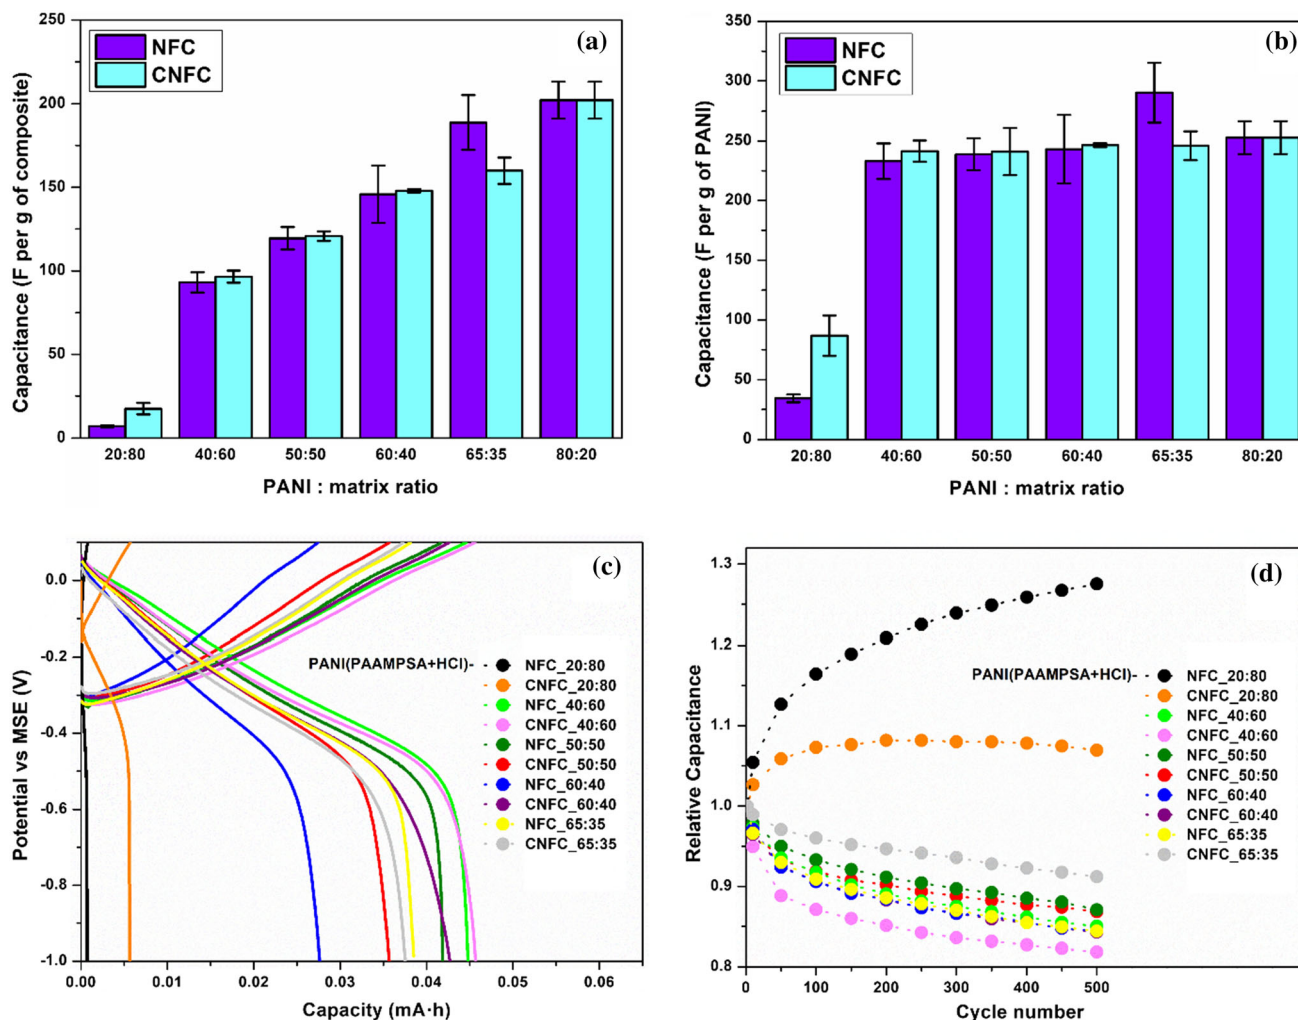 250
200
150
100
50
0
Capacitance (F per g of composite)
NFC
CNFC
(a)
20:80 40:60 50:50 60:40 65:35 80:20
PANI : matrix ratio
350
300
250
200
150
100
50
0
Capacitance (F per g of PANI)
NFC
CNFC
(b)
20:80 40:60 50:50 60:40 65:35 80:20
PANI : matrix ratio
0.0
-0.2
-0.4
-0.6
-0.8
-1.0
Potential vs MSE (V)
(c)
PANI(PAAMPSA+HCl)- NFC_20:80
CNFC_20:80
NFC_40:60
CNFC_40:60
NFC_50:50
CNFC_50:50
NFC_60:40
CNFC_60:40
NFC_65:35
CNFC_65:35
0.00 0.01 0.02 0.03 0.04 0.05 0.06
Capacity (mA·h)
1.3
1.2
1.1
1.0
0.9
0.8
Relative Capacitance
(d)
PANI(PAAMPSA+HCl)- NFC_20:80
CNFC_20:80
NFC_40:60
CNFC_40:60
NFC_50:50
CNFC_50:50
NFC_60:40
CNFC_60:40
NFC_65:35
CNFC_65:35
0 100 200 300 400 500
Cycle number